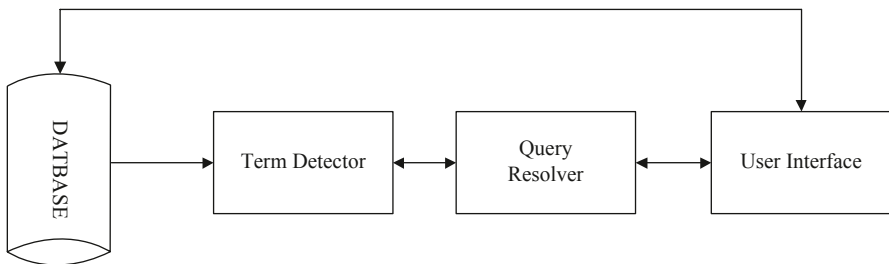 DATBASE
Term Detector
Query
Resolver
User Interface